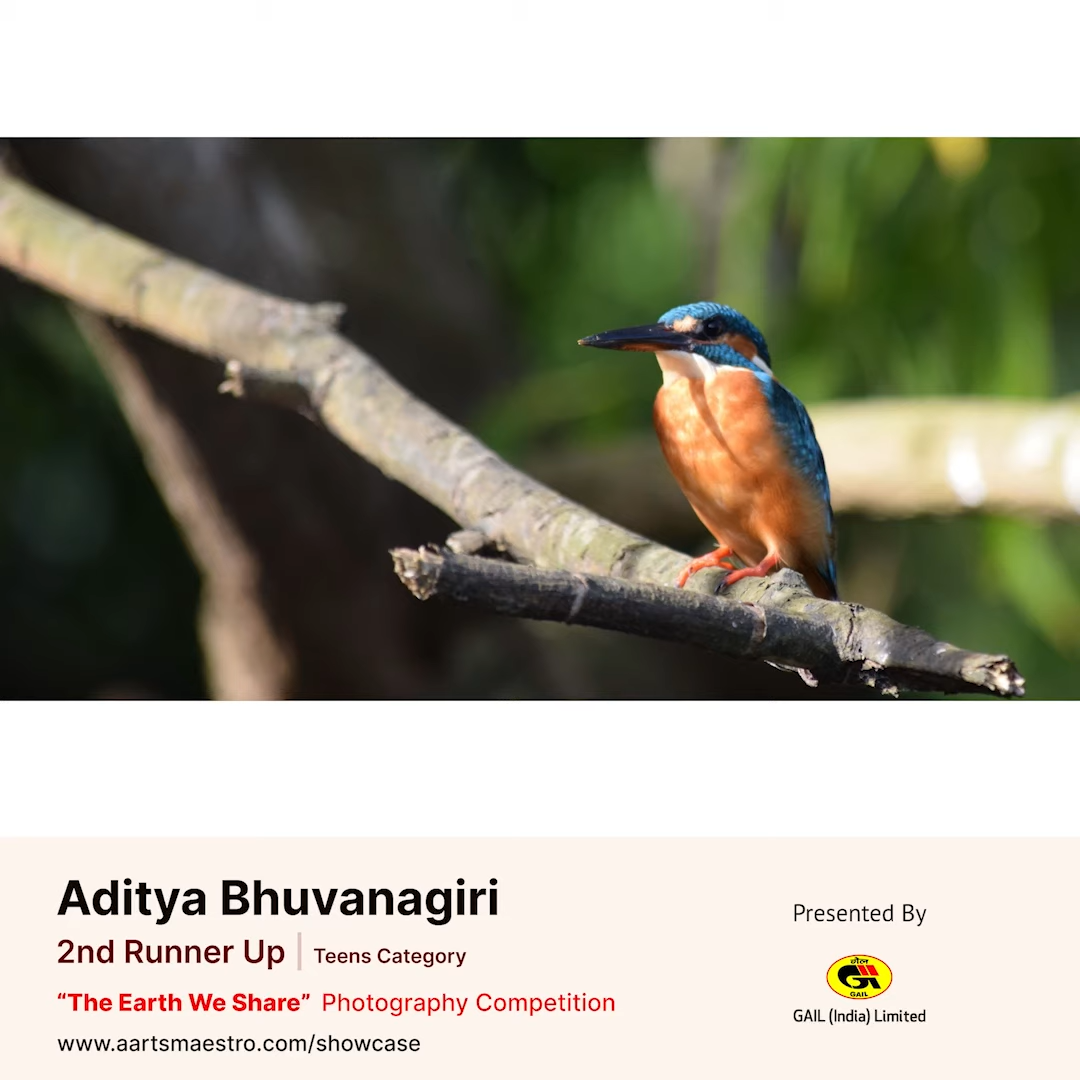 Aditya Bhuvanagiri
2nd Runner Up | Teens Category
“The Earth We Share” Photography Competition
www.aartsmaestro.com/showcase
Presented By
गेल
GAIL
GAIL (India) Limited